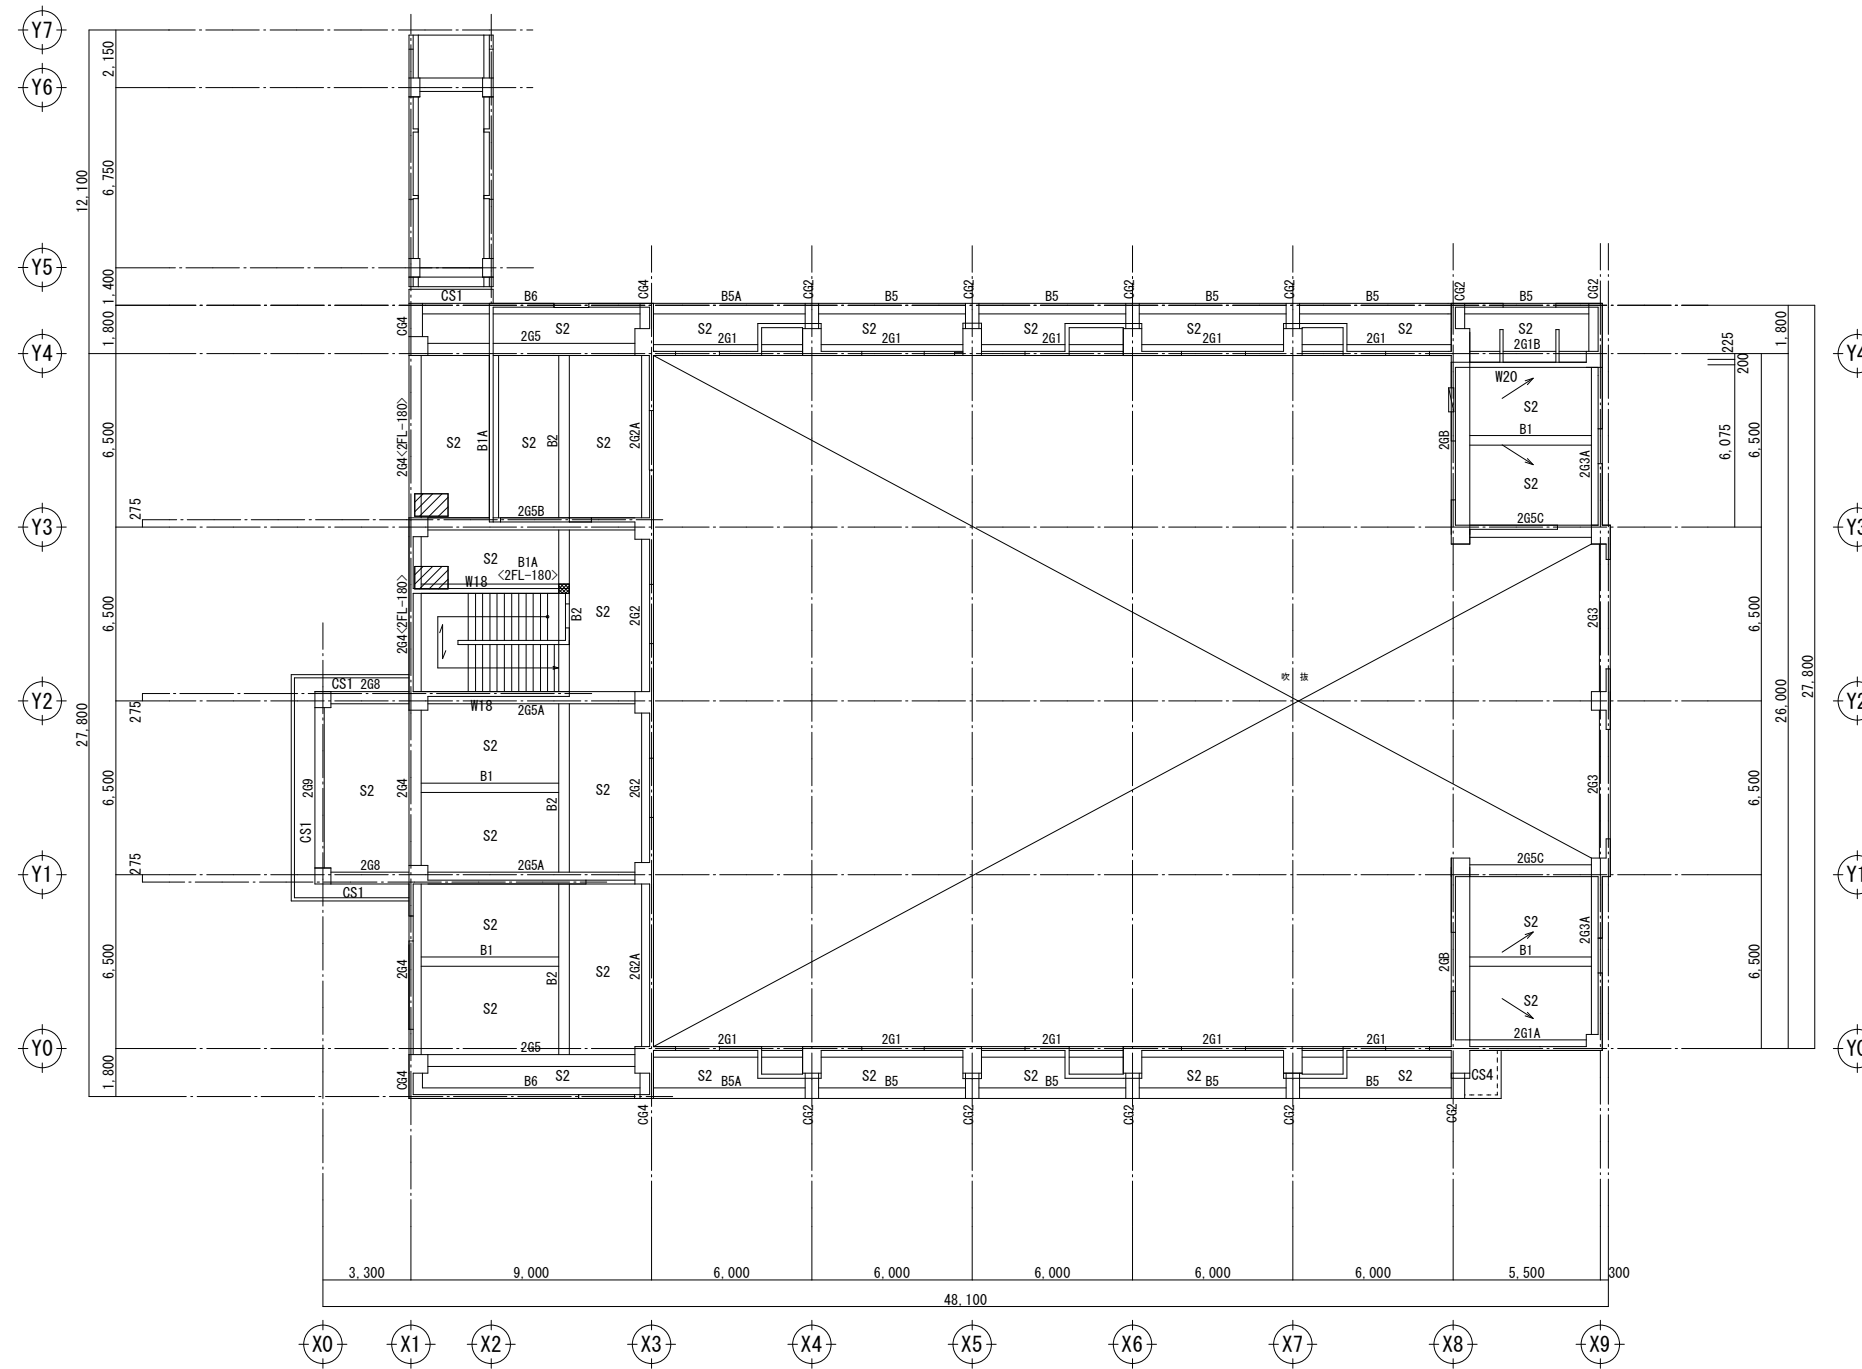 Y7
2,150
Y6
12,100
6,750
Y5
1,400
CS1
B6
CG4
B5A
CG2
B5
CG2
B5
CG2
B5
CG2
B5
CG2
B5
CG2
1,800
CG4
S2
2G5
S2
2G1
S2
2G1
S2
2G1
S2
2G1
S2
2G1
S2
2G1B
225
1,800
Y4
200
Y4
6,500
2G4<2FL-180>
S2
B1A
S2
B2
S2
2G2A
2GB
W20
S2
B1
S2
2G3A
6,075
6,500
275
2G5B
2G5C
Y3
Y3
S2
B1A
<2FL-180>
W18
6,500
2G4<2FL-180>
B2
S2
2G2
2G3
6,500
27,800
吹 抜
CS1 2G8
Y2
275
W18
2G5A
26,000
Y2
27,800
S2
6,500
CS1
2G9
S2
2G4
B1
B2
S2
2G2
2G3
6,500
S2
275
2G8
2G5A
2G5C
Y1
Y1
CS1
S2
S2
6,500
2G4
B1
B2
S2
2G2A
2GB
B1
2G3A
6,500
S2
S2
2G5
2G1
2G1
2G1
2G1
2G1
2G1A
Y0
Y0
1,800
CG4
B6
S2
S2
B5A
S2
B5
S2
B5
S2
B5
S2
B5
CS4
CG4
CG2
CG2
CG2
CG2
CG2
3,300
9,000
6,000
6,000
6,000
6,000
6,000
5,500
300
48,100
X0
X1
X2
X3
X4
X5
X6
X7
X8
X9